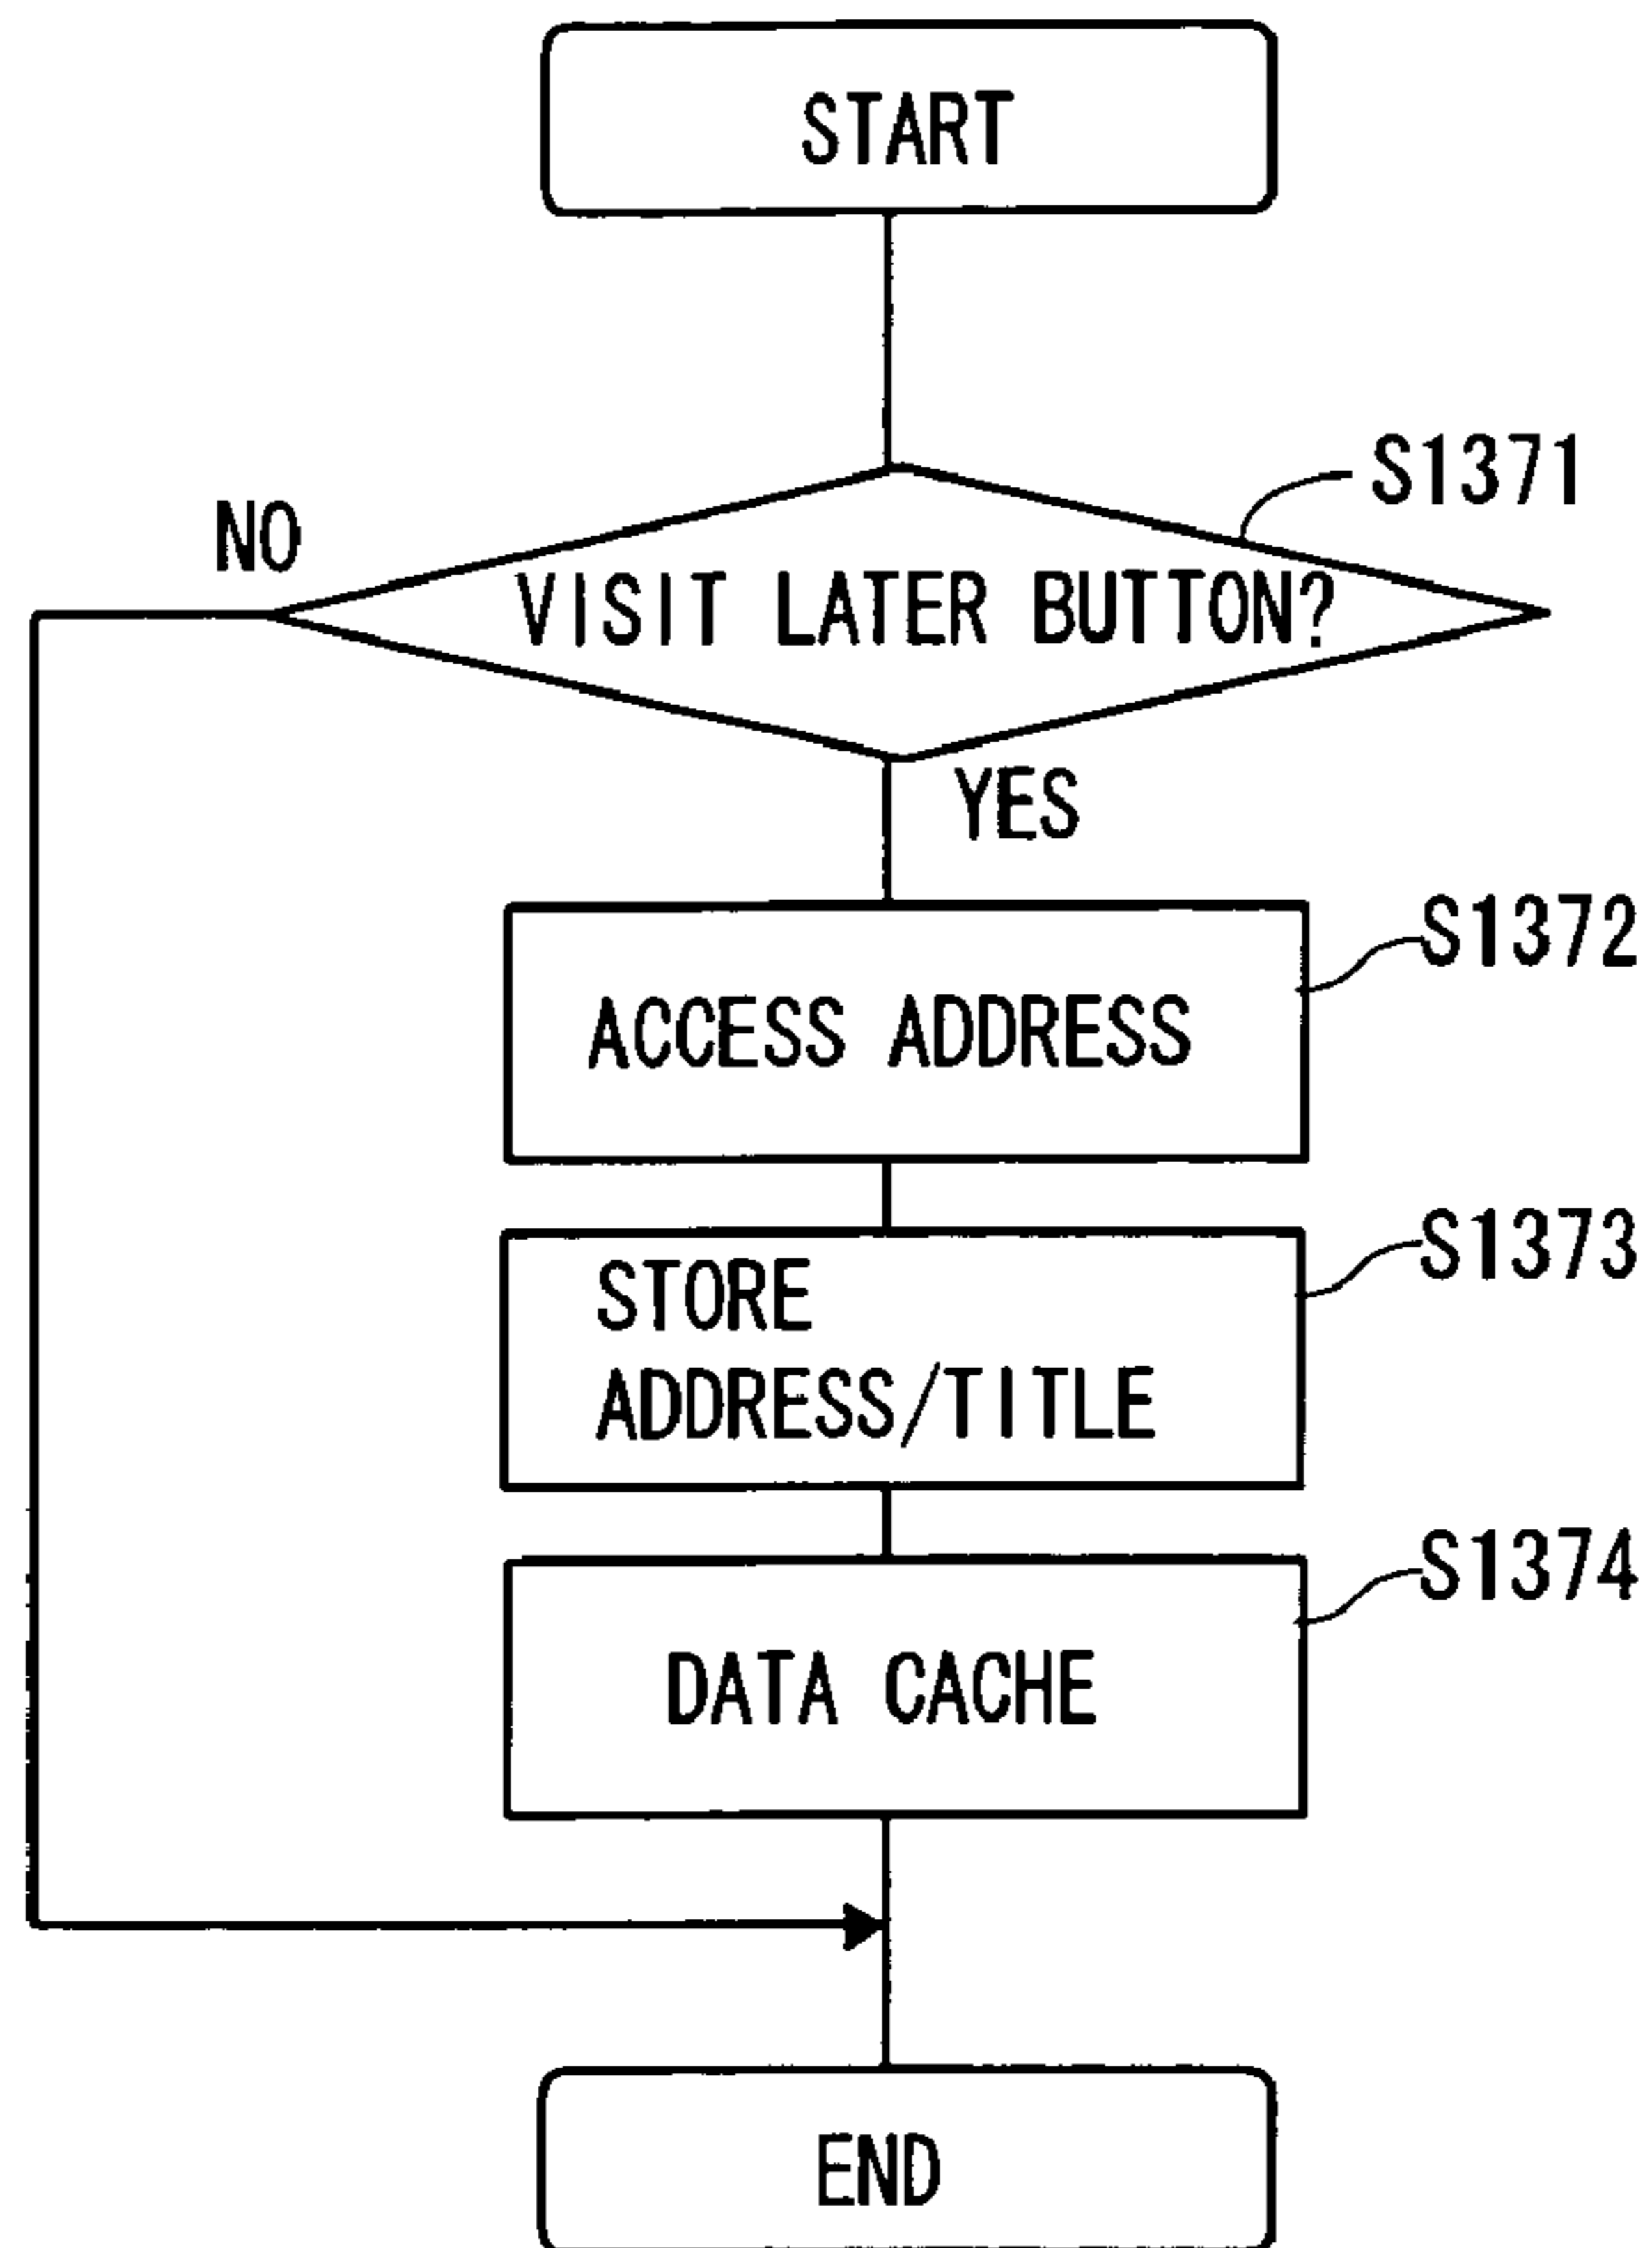 START
S1371
NO
VISIT LATER BUTTON?
YES
S1372
ACCESS ADDRESS
S1373
STORE
ADDRESS/TITLE
S1374
DATA CACHE
END